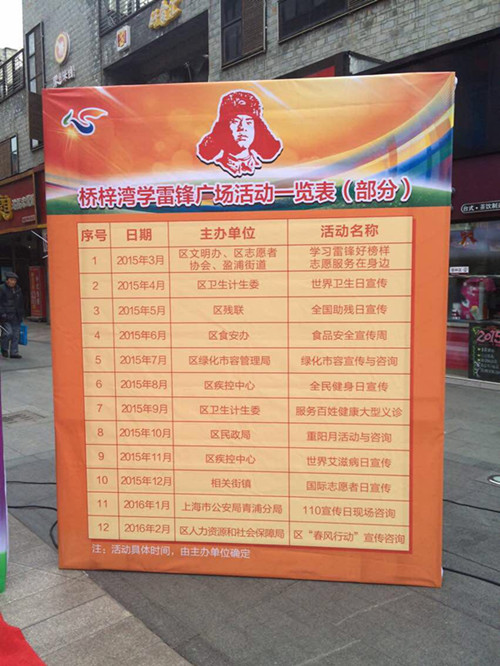 桥梓湾学雷锋广场活动一览表（部分）
序号 日期 主办单位 活动名称
1 2015年3月 区文明办、区志愿者协会、盈浦街道 学习雷锋好榜样志愿服务在身边
2 2015年4月 区卫生计生委 世界卫生日宣传
3 2015年5月 区残联 全国助残日宣传
4 2015年6月 区食安办 食品安全宣传周
5 2015年7月 区绿化市容管理局 绿化市容宣传与咨询
6 2015年8月 区疾控中心 全民健身日宣传
7 2015年9月 区卫生计生委 服务百姓健康大型义诊
8 2015年10月 区民政局 重阳月活动与咨询
9 2015年11月 区疾控中心 世界艾滋病日宣传
10 2015年12月 相关街镇 国际志愿者日宣传
11 2016年1月 上海市公安局青浦分局 110宣传日现场咨询
12 2016年2月 区人力资源和社会保障局 区“春风行动”宣传咨询
注：活动具体时间，由主办单位确定
2015